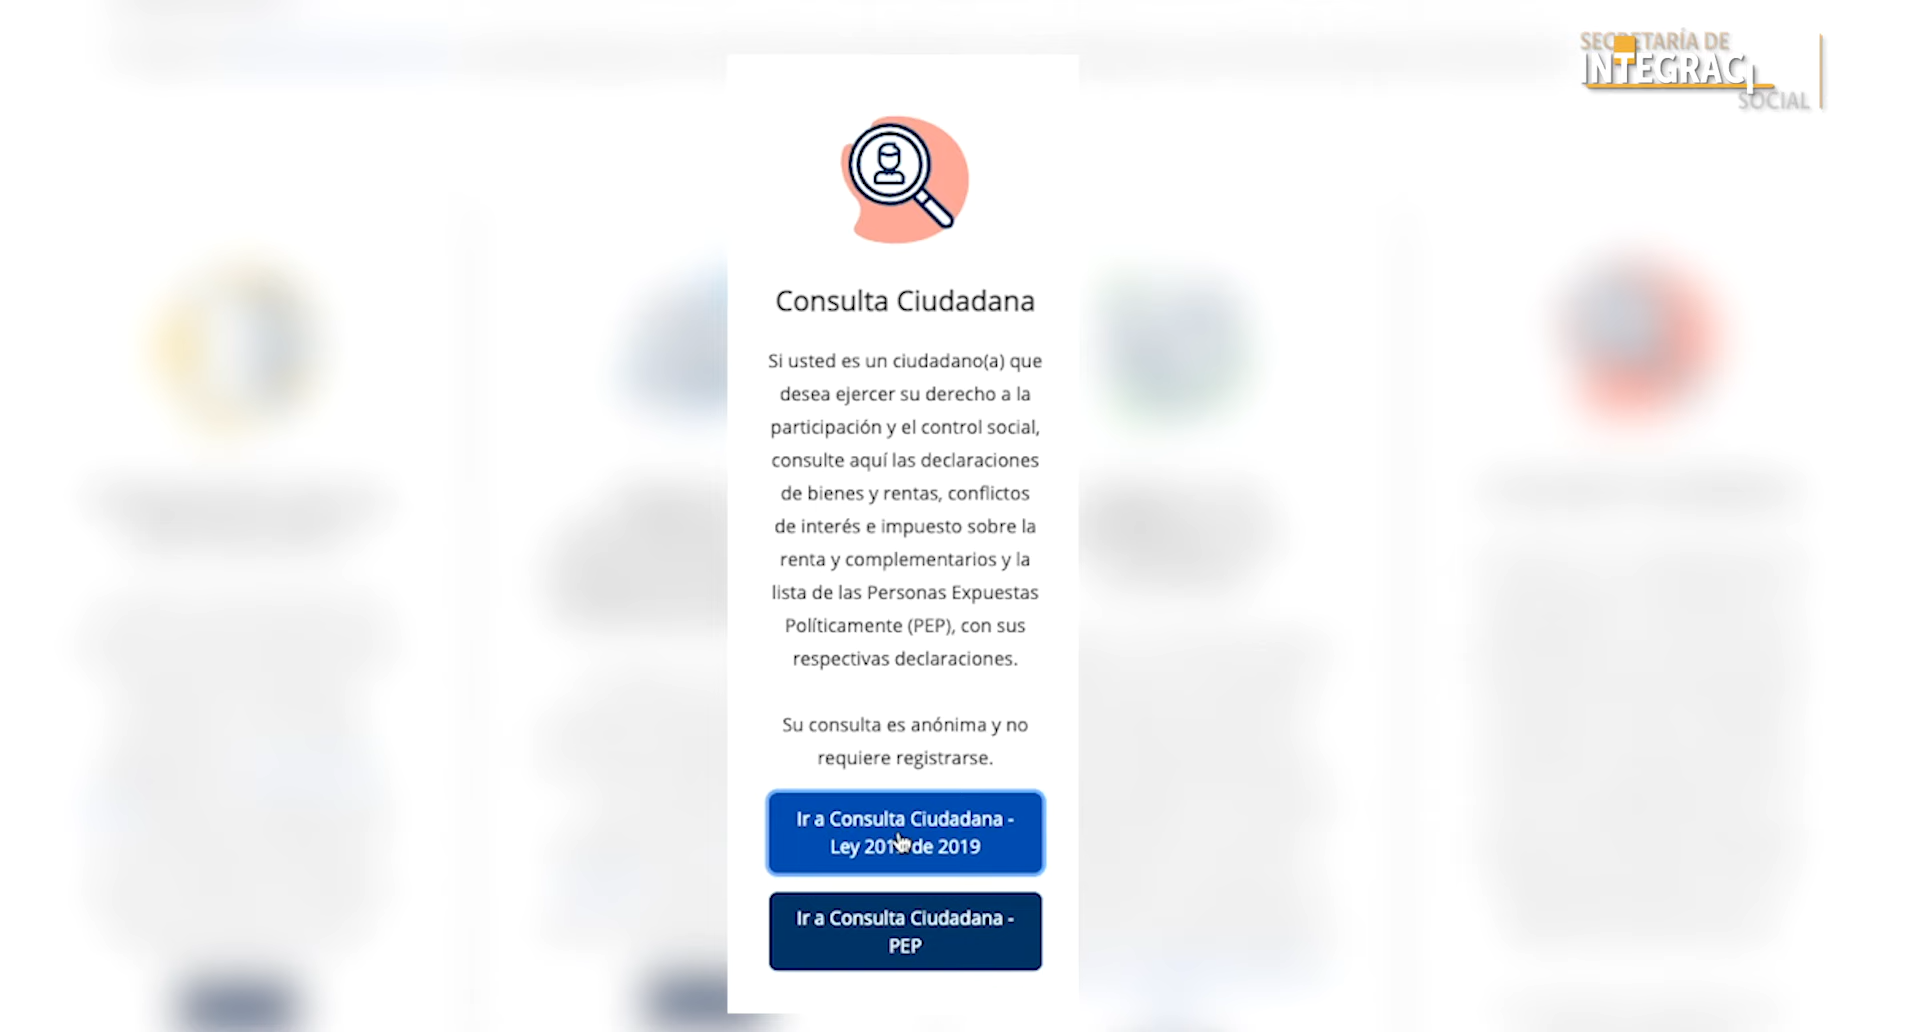 SECRETARÍA DE
INTEGRAC
SOCIAL
Consulta Ciudadana
Si usted es un ciudadano(a) que
desea ejercer su derecho a la
participación y el control social,
consulte aquí las declaraciones
de bienes y rentas, conflictos
de interés e impuesto sobre la
renta y complementarios y la
lista de las Personas Expuestas
Políticamente (PEP), con sus
respectivas declaraciones.
Su consulta es anónima y no
requiere registrarse.
Ir a Consulta Ciudadana -
Ley de 2019
Ir a Consulta Ciudadana -
PEP